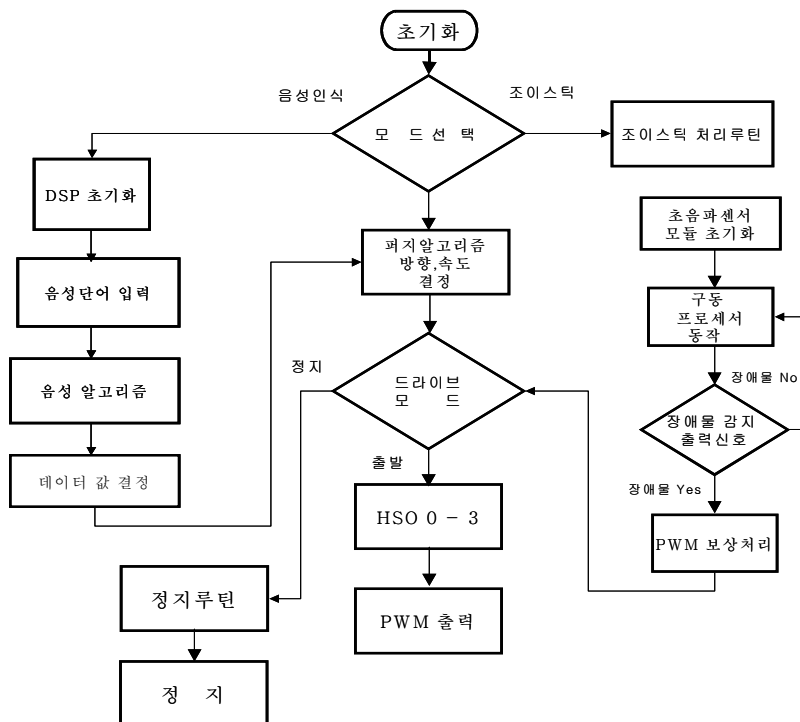 초기화
음성인식
조이스틱
모 드 선 택
조이스틱 처리루틴
DSP 초기화
초음파센서
모듈 초기화
퍼지알고리즘
방향,속도
결정
음성단어 입력
구동
프로세서
동작
정지
드라이브
모 드
장애물 No
음성 알고리즘
장애물 감지
출력신호
출발
데이터 값 결정
장애물 Yes
HSO 0 - 3
PWM 보상처리
정지루틴
PWM 출력
정 지